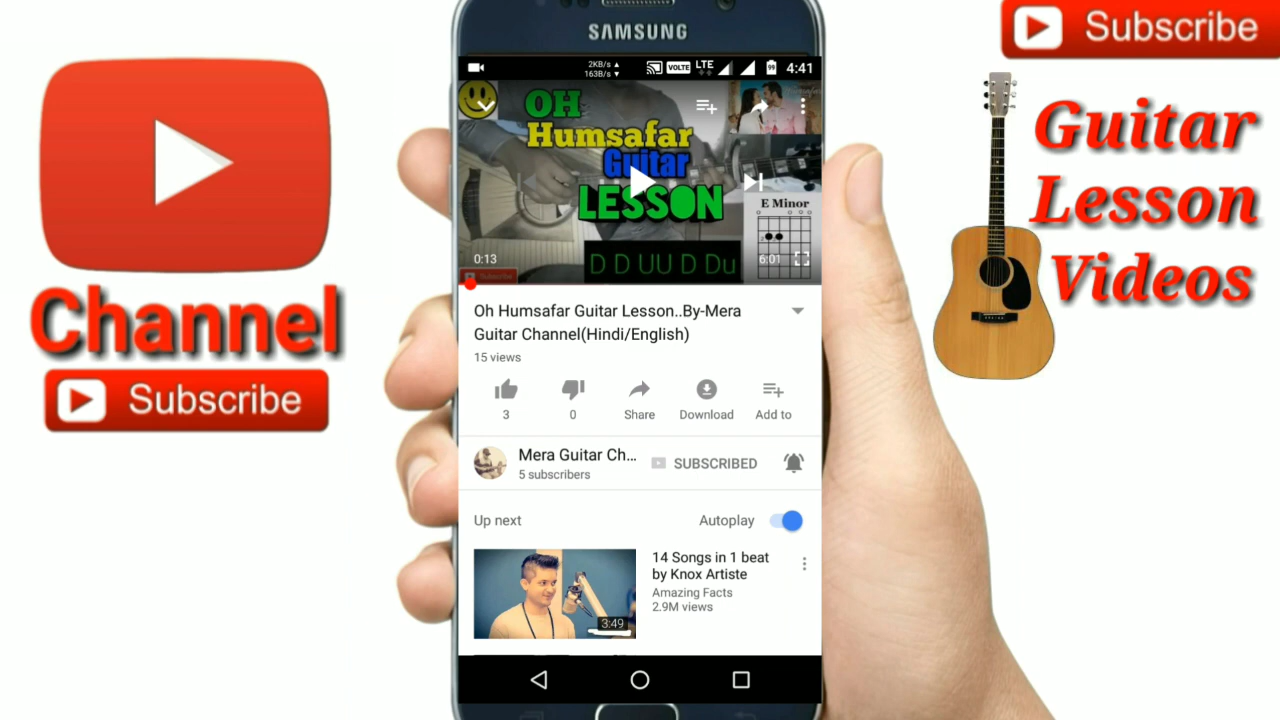 SAMSUNG
Subscribe
2KB/s
163B/s
VOLTE
LTE
99
4:41
OH
Humsafar
Guitar
LESSON
E Minor
D D UU D Du
0:13
6:01
Subscribe
Guitar
Lesson
Videos
Channel
Subscribe
Oh Humsafar Guitar Lesson..By-Mera
Guitar Channel(Hindi/English)
15 views
3
0
Share
Download
Add to
Mera Guitar Ch...
5 subscribers
SUBSCRIBED
Up next
Autoplay
14 Songs in 1 beat
by Knox Artiste
Amazing Facts
2.9M views
3:49